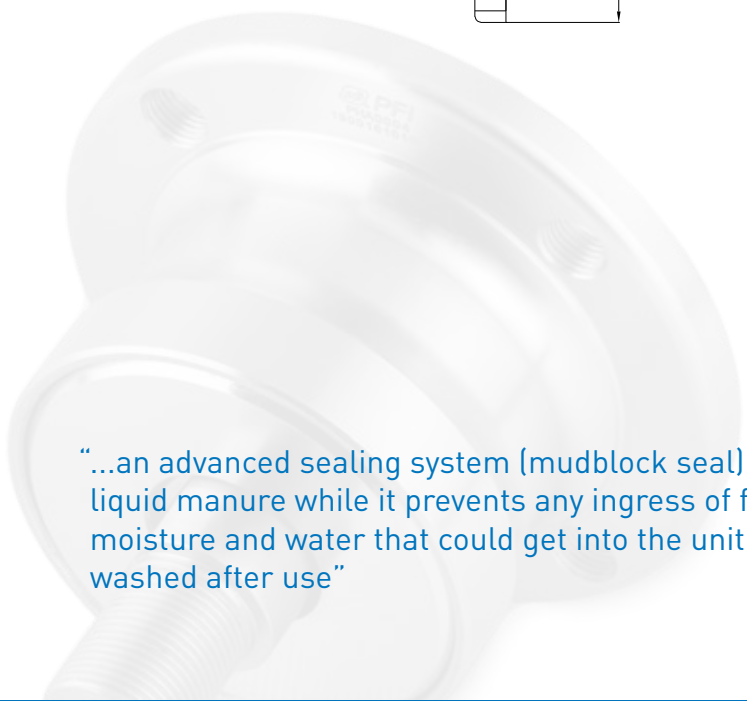 PFI
“...an advanced sealing system (mudblock seal)
liquid manure while it prevents any ingress of f
moisture and water that could get into the unit
washed after use”